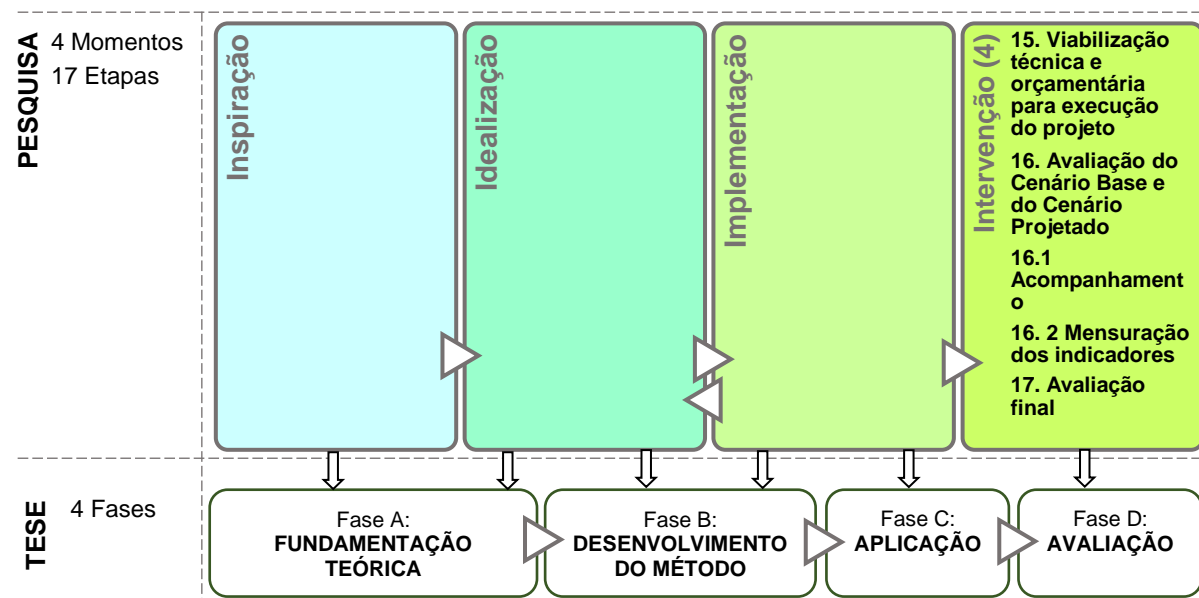 PESQUISA
4 Momentos
17 Etapas
Inspiração
Idealização
Implementação
Intervenção (4)
15. Viabilização
técnica e
orçamentária
para execução
do projeto
16. Avaliação do
Cenário Base e
do Cenário
Projetado
16.1
Acompanhament
o
16. 2 Mensuração
dos indicadores
17. Avaliação
final
TESE
4 Fases
Fase A:
FUNDAMENTAÇÃO
TEÓRICA
Fase B:
DESENVOLVIMENTO
DO MÉTODO
Fase C:
APLICAÇÃO
Fase D:
AVALIAÇÃO